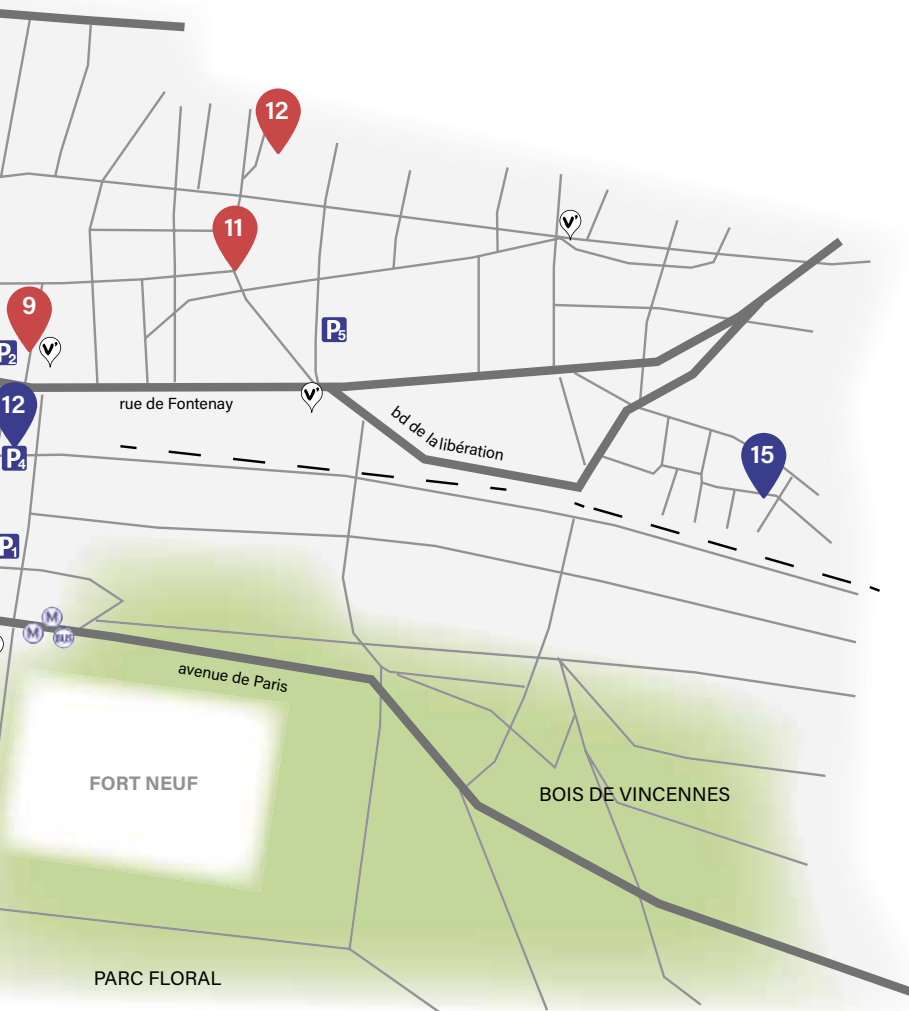 12
11
V'
9
P5
P2
V'
12
V'
rue de Fontenay
bd de la libération
P4
15
P1
M
M
BUS
avenue de Paris
FORT NEUF
BOIS DE VINCENNES
PARC FLORAL